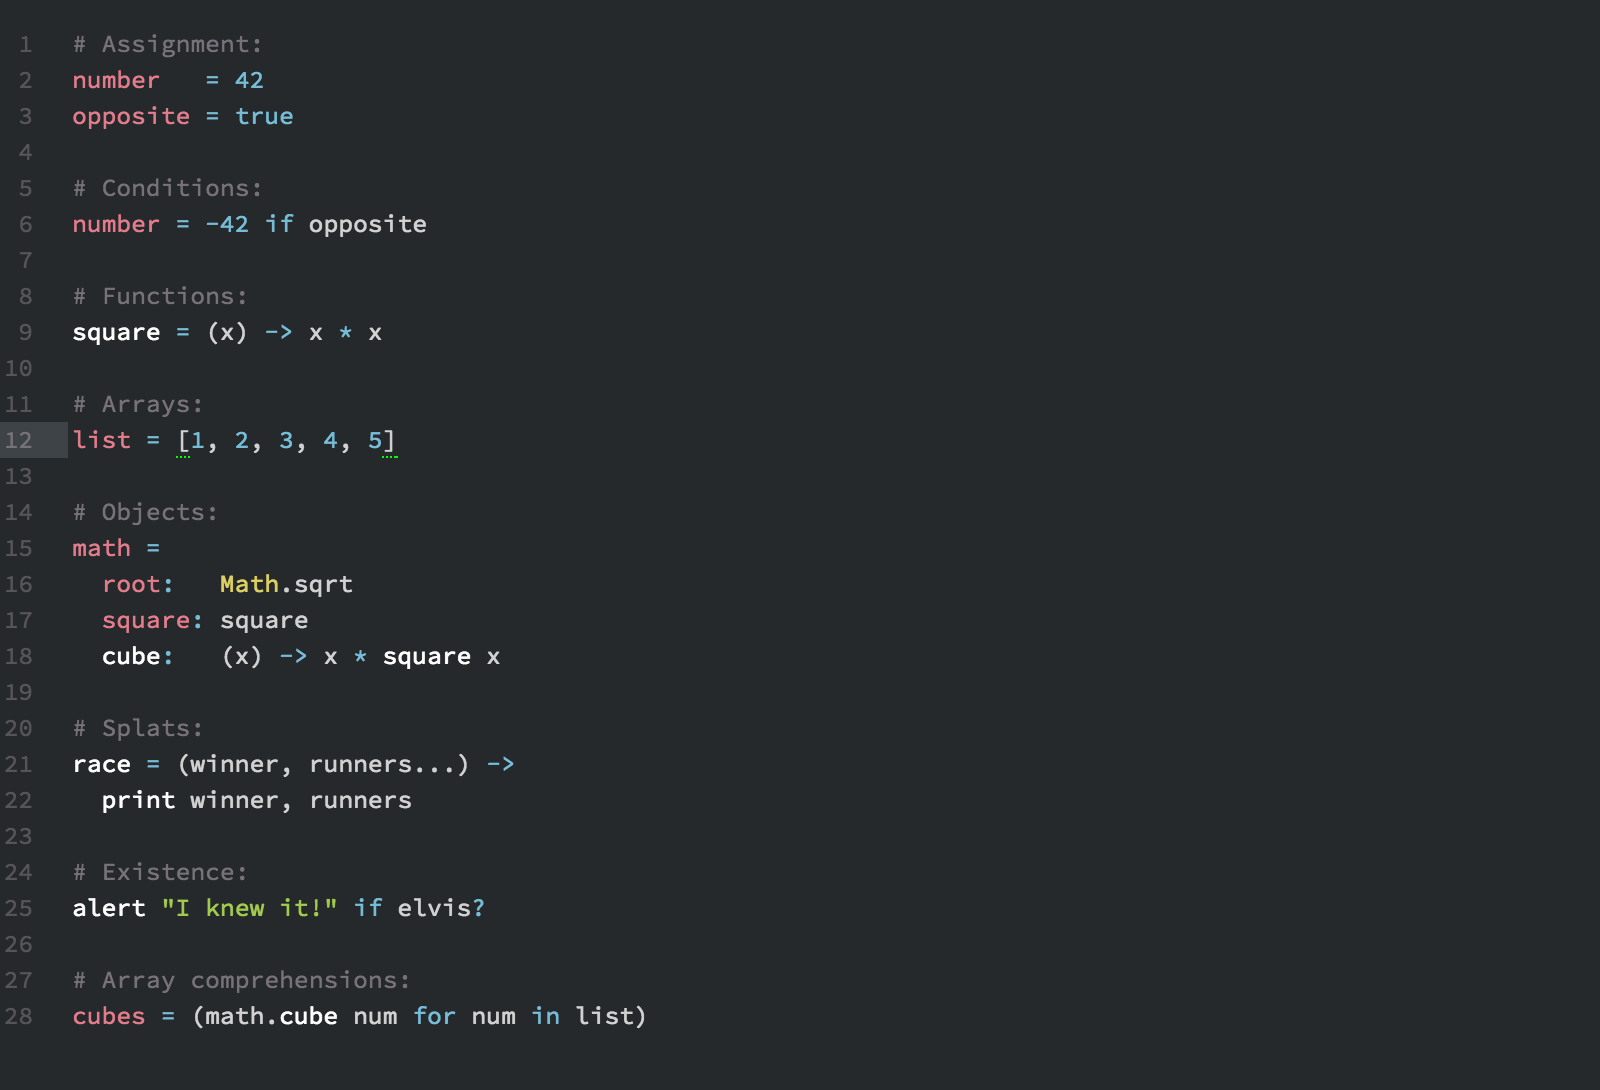 1 # Assignment:
2 number   = 42
3 opposite = true
4
5 # Conditions:
6 number = -42 if opposite
7
8 # Functions:
9 square = (x) -> x * x
10
11 # Arrays:
12 list = [1, 2, 3, 4, 5]
13
14 # Objects:
15 math =
16   root:   Math.sqrt
17   square: square
18   cube:   (x) -> x * square x
19
20 # Splats:
21 race = (winner, runners...) ->
22   print winner, runners
23
24 # Existence:
25 alert "I knew it!" if elvis?
26
27 # Array comprehensions:
28 cubes = (math.cube num for num in list)